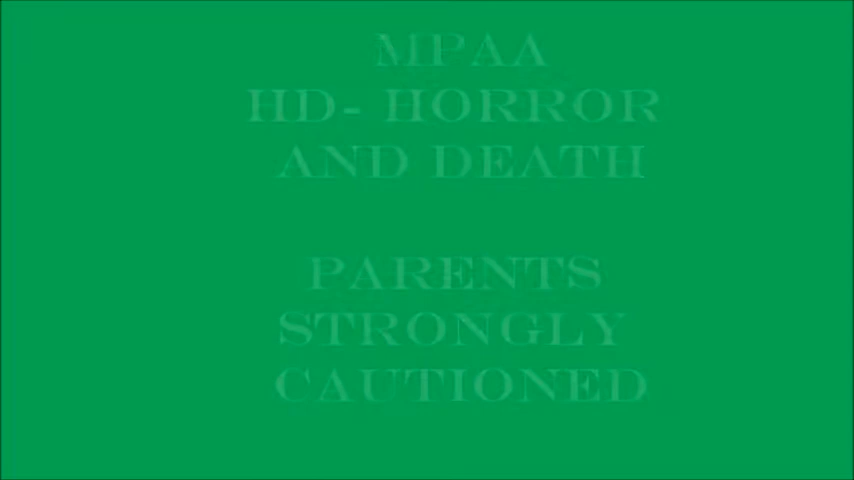 MPAA
HD- HORROR
AND DEATH
PARENTS
STRONGLY
CAUTIONED